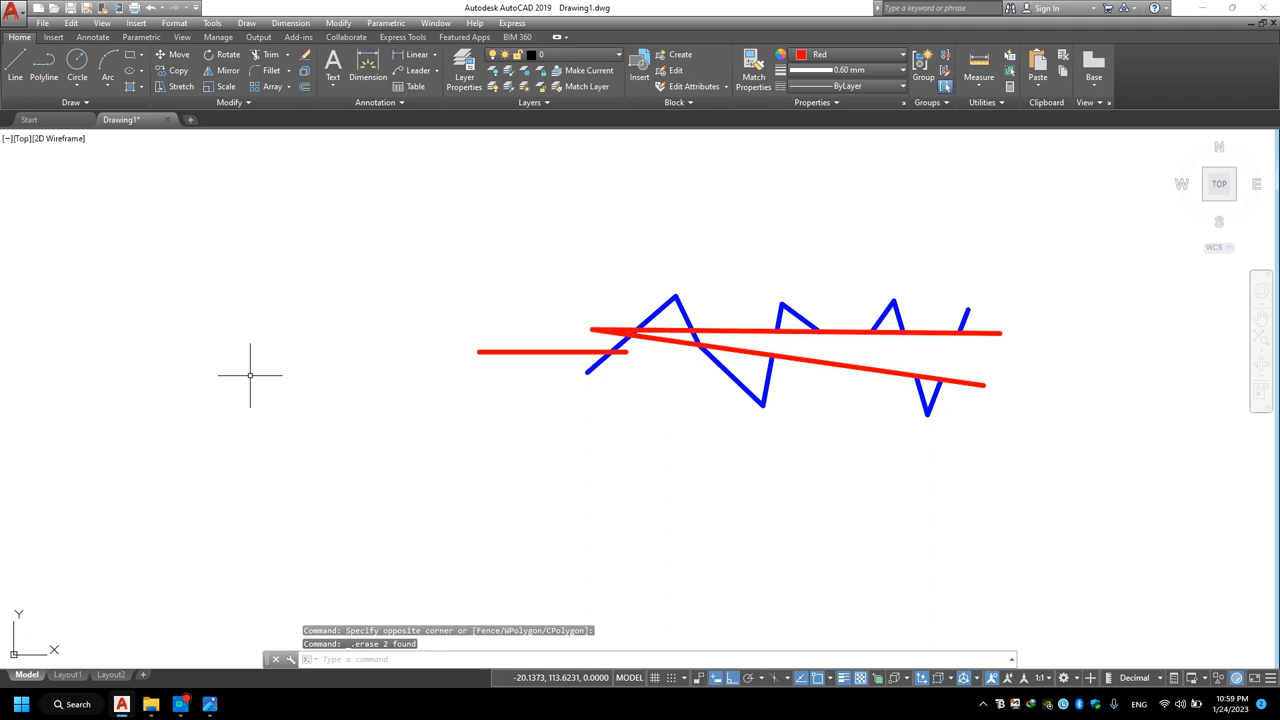 Autodesk AutoCAD 2019 Drawing1.dwg
Type a keyword or phrase
Sign In
File Edit View Insert Format Tools Draw Dimension Modify Parametric Window Help Express
Home Insert Annotate Parametric View Manage Output Add-ins Collaborate Express Tools Featured Apps BIM 360
Line Polyline Circle Arc
Move Rotate Trim
Copy Mirror Fillet
Stretch Scale Array
Text Dimension
Linear
Leader
Table
Layer Properties
0
Make Current
Match Layer
Insert
Create
Edit
Edit Attributes
Match Properties
Red
0.60 mm
ByLayer
Group
Measure
Paste
Base
Draw Modify Annotation Layers Block Properties Groups Utilities Clipboard View
Start Drawing1*
[−][Top][2D Wireframe]
N
W TOP E
S
WCS
Y
X
Command: Specify opposite corner or [Fence/WPolygon/CPolygon]:
Command: _.erase 2 found
Type a command
Model Layout1 Layout2
-20.1373, 113.6231, 0.0000 MODEL
1:1
Decimal
Search
ENG
10:59 PM
1/24/2023